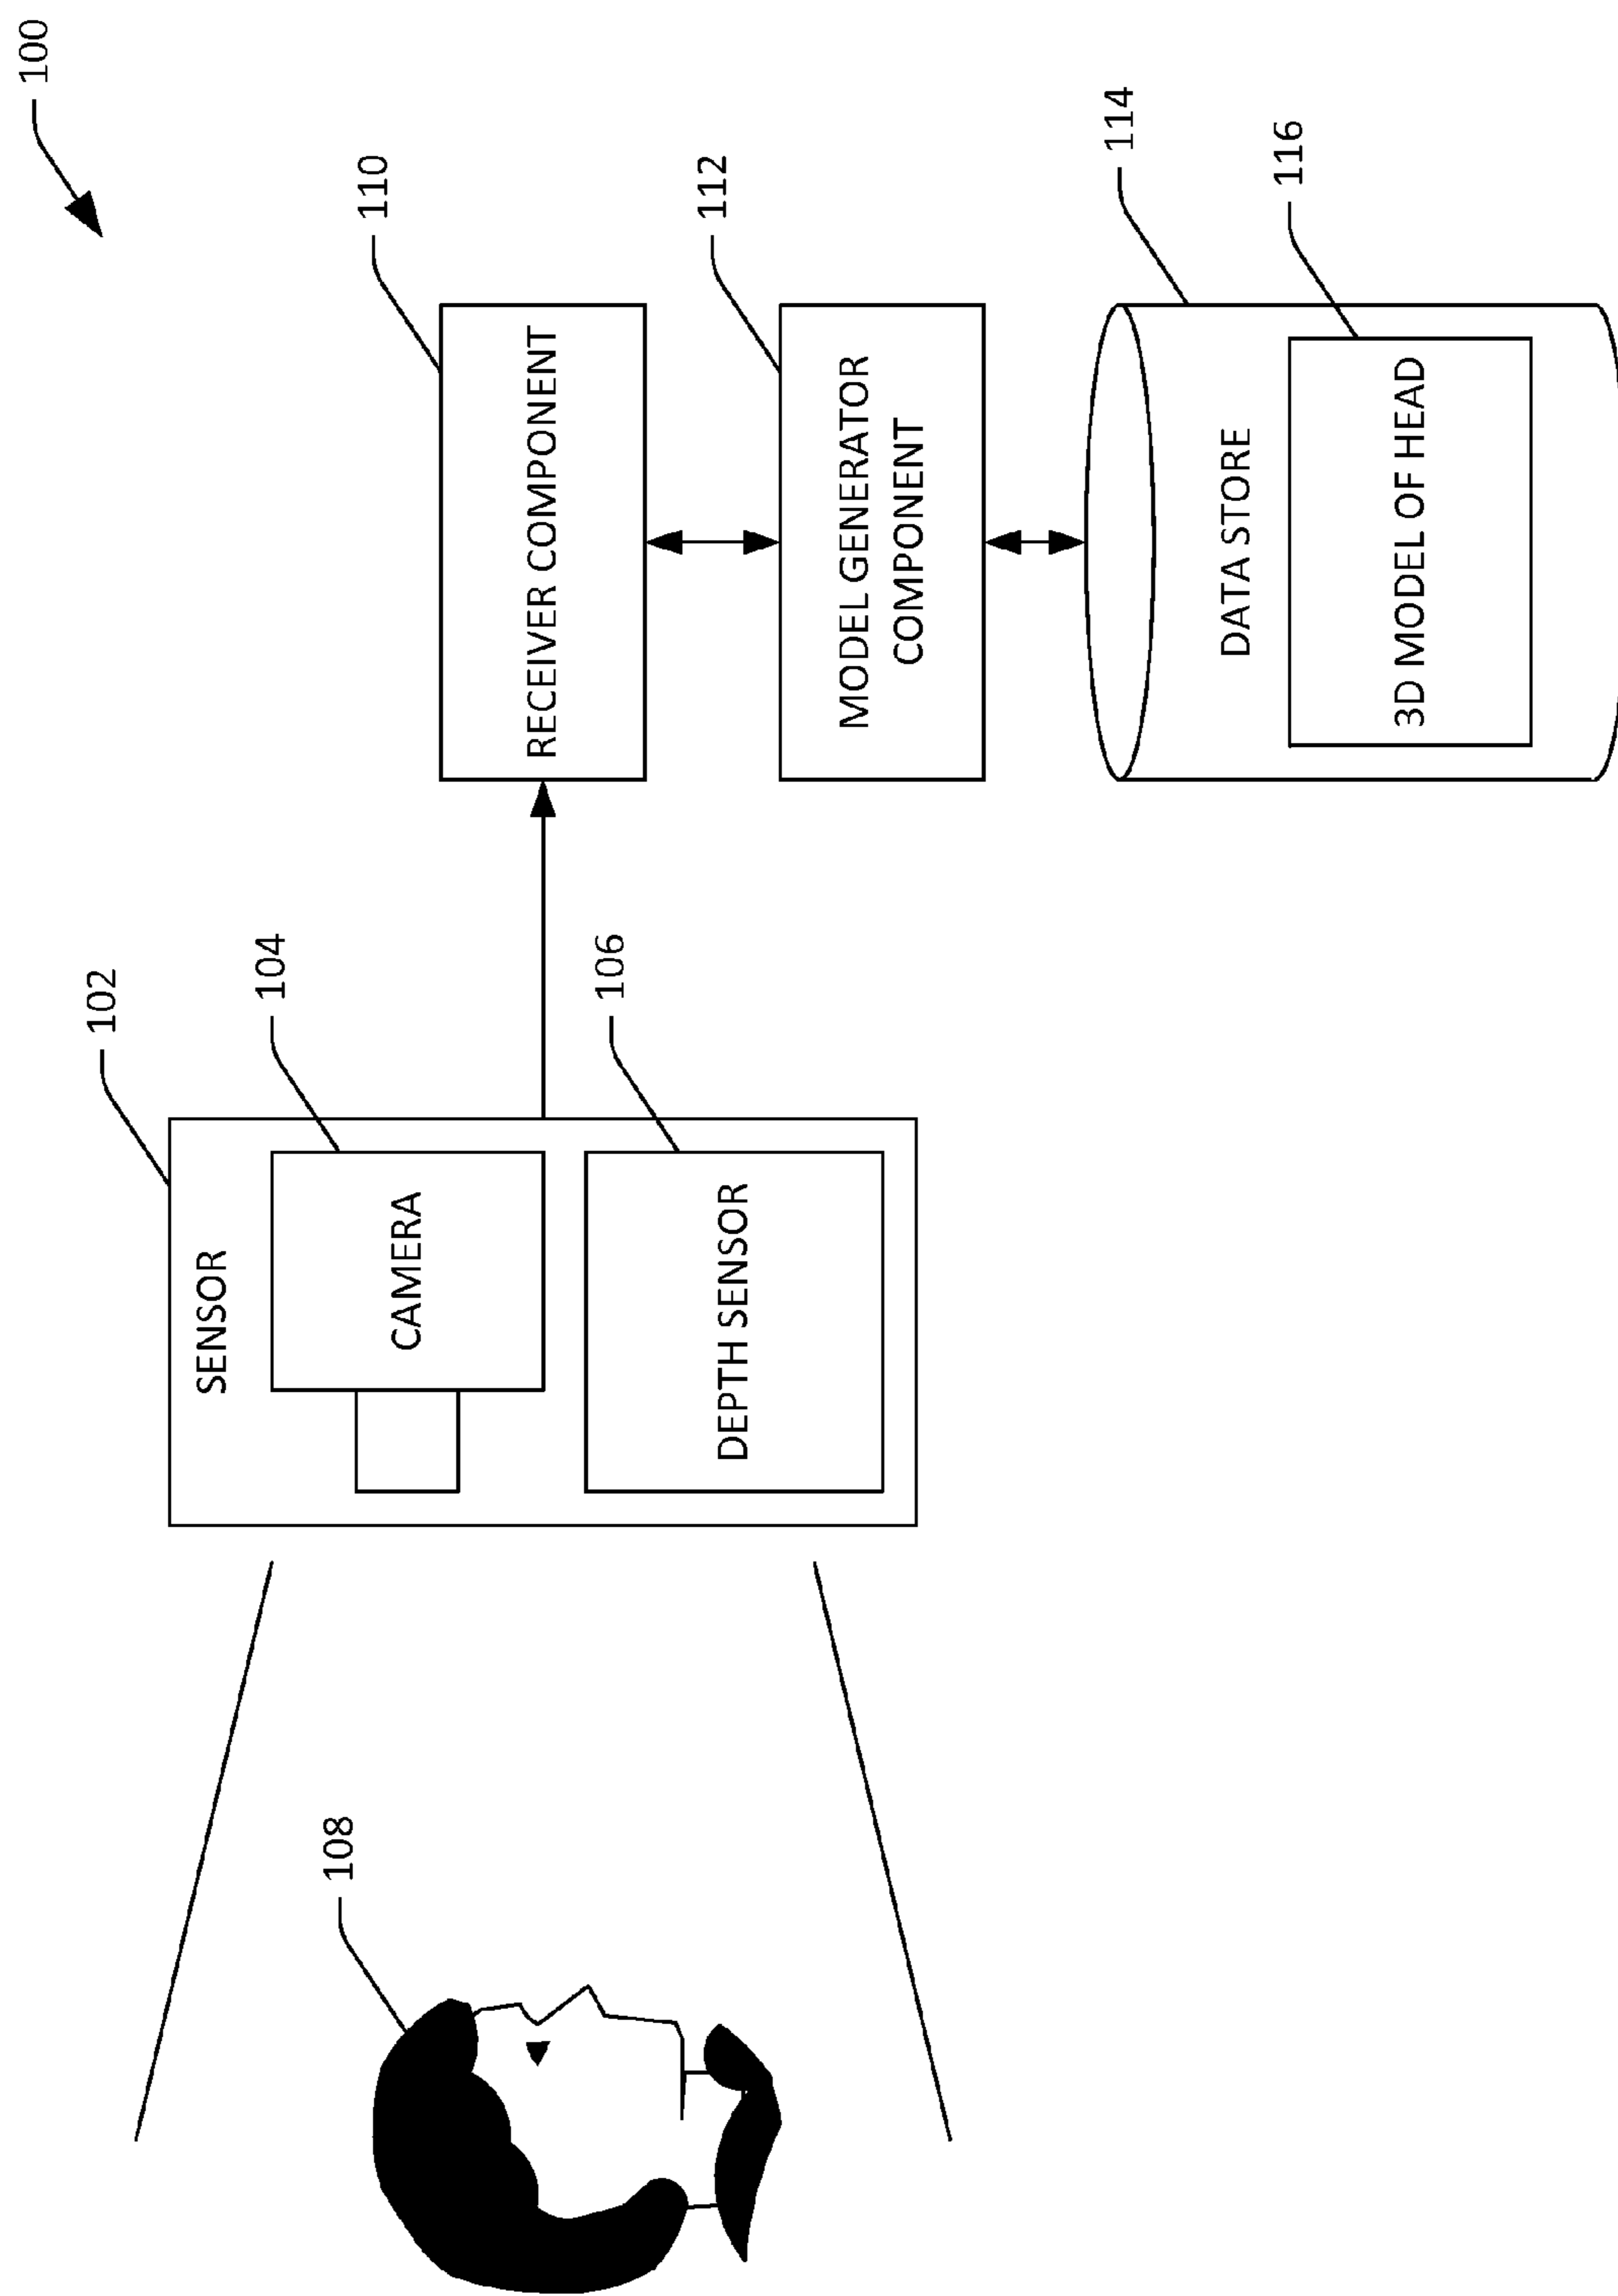 100
102
SENSOR
104
CAMERA
106
DEPTH SENSOR
108
110
RECEIVER COMPONENT
112
MODEL GENERATOR
COMPONENT
114
DATA STORE
116
3D MODEL OF HEAD